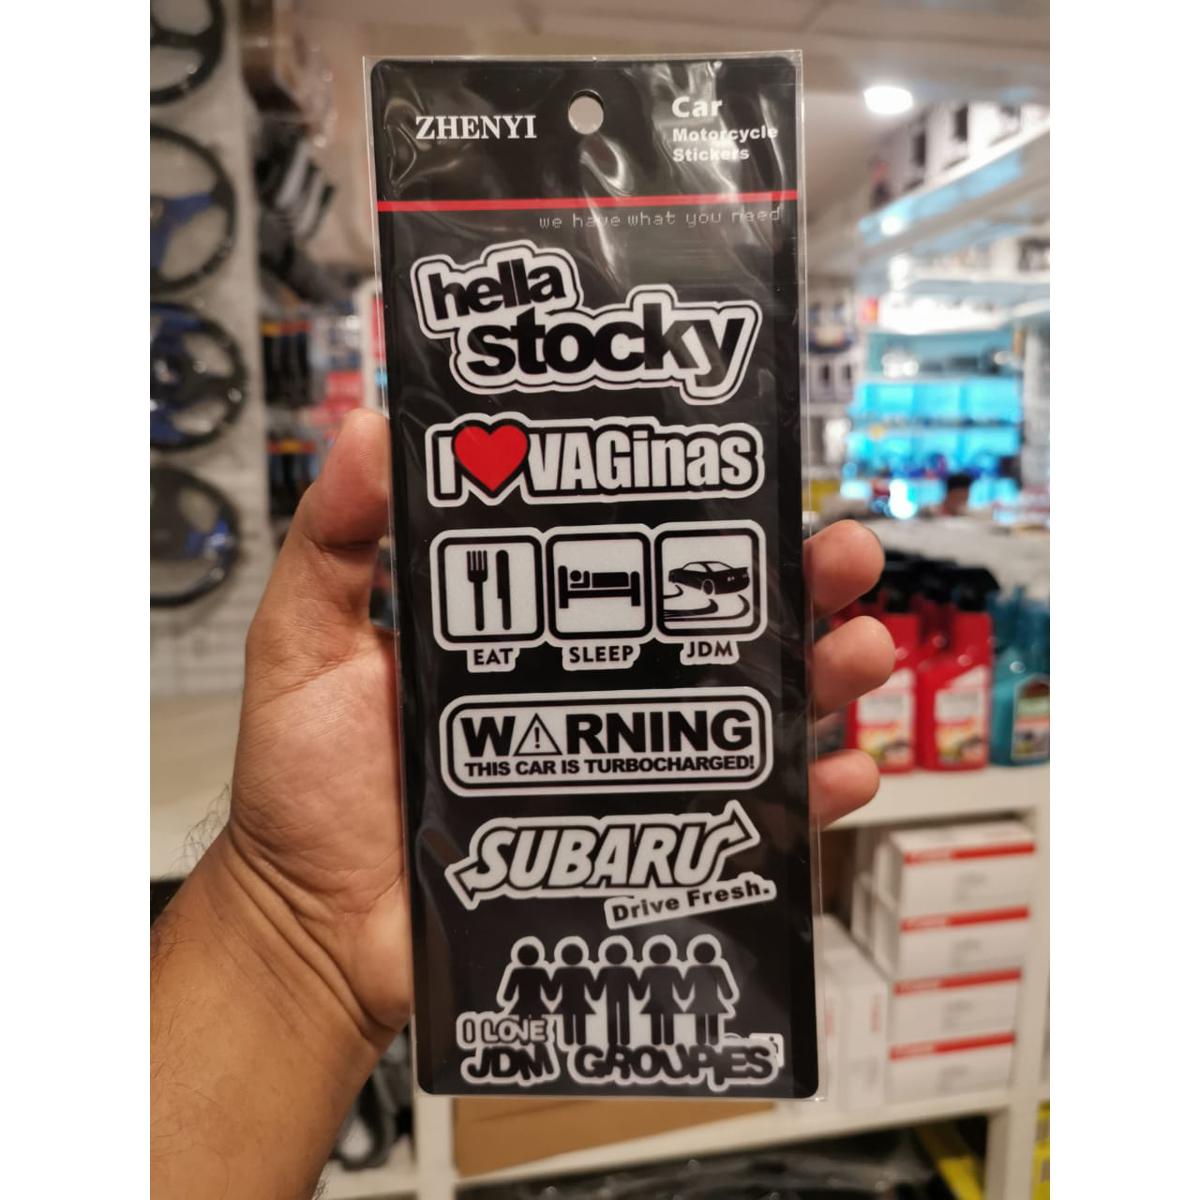 ZHENYI
Car
Motorcycle
Stickers
we have what you need
hella
stocky
I ❤ VAGinas
EAT SLEEP JDM
W⚠RNING
THIS CAR IS TURBOCHARGED!
SUBARU
Drive Fresh.
I LOVE
JDM GROUPIES